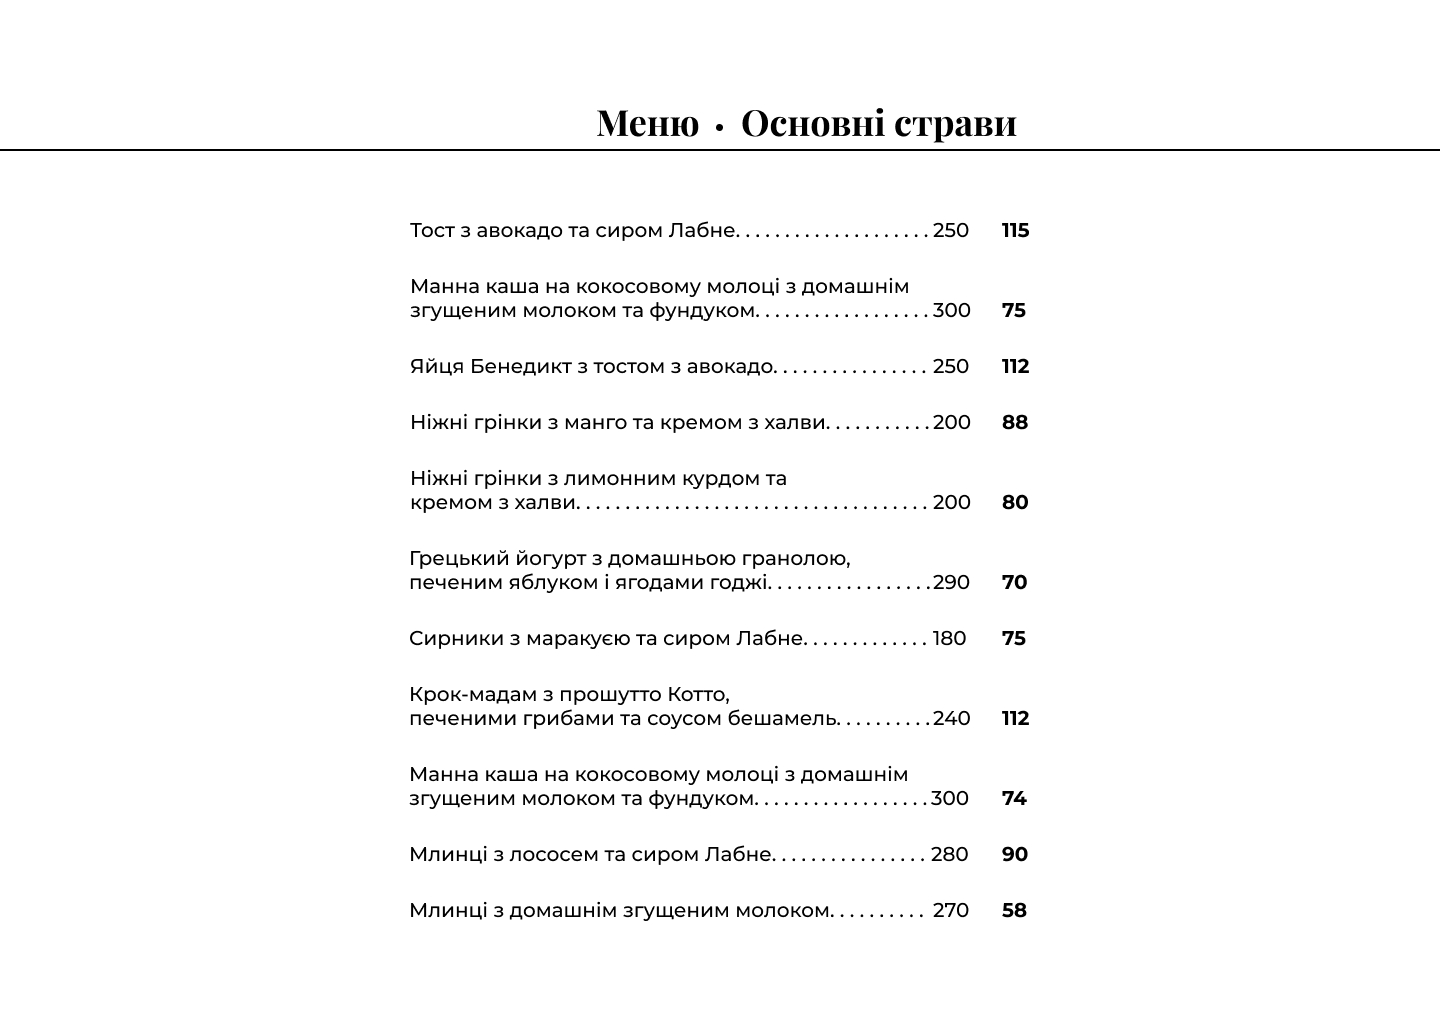 Меню • Основні страви
Тост з авокадо та сиром Лабне. . . . . . . . . . . . . . . . . . . . 250 115
Манна каша на кокосовому молоці з домашнім
згущеним молоком та фундуком. . . . . . . . . . . . . . . . . . 300 75
Яйця Бенедикт з тостом з авокадо. . . . . . . . . . . . . . . . 250 112
Ніжні грінки з манго та кремом з халви. . . . . . . . . . . 200 88
Ніжні грінки з лимонним курдом та
кремом з халви. . . . . . . . . . . . . . . . . . . . . . . . . . . . . . . . . . . . 200 80
Грецький йогурт з домашньою гранолою,
печеним яблуком і ягодами годжі. . . . . . . . . . . . . . . . . 290 70
Сирники з маракуєю та сиром Лабне. . . . . . . . . . . . . 180 75
Крок-мадам з прошутто Котто,
печеними грибами та соусом бешамель. . . . . . . . . . 240 112
Манна каша на кокосовому молоці з домашнім
згущеним молоком та фундуком. . . . . . . . . . . . . . . . . . 300 74
Млинці з лососем та сиром Лабне. . . . . . . . . . . . . . . . 280 90
Млинці з домашнім згущеним молоком. . . . . . . . . . 270 58